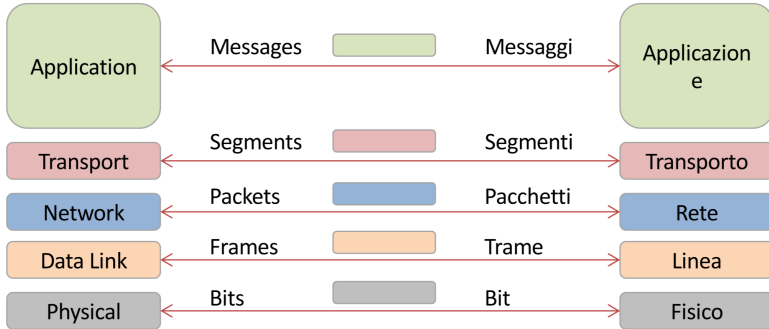 Application
Messages
Messaggi
Applicazion
e
Transport
Segments
Segmenti
Transporto
Network
Packets
Pacchetti
Rete
Data Link
Frames
Trame
Linea
Physical
Bits
Bit
Fisico